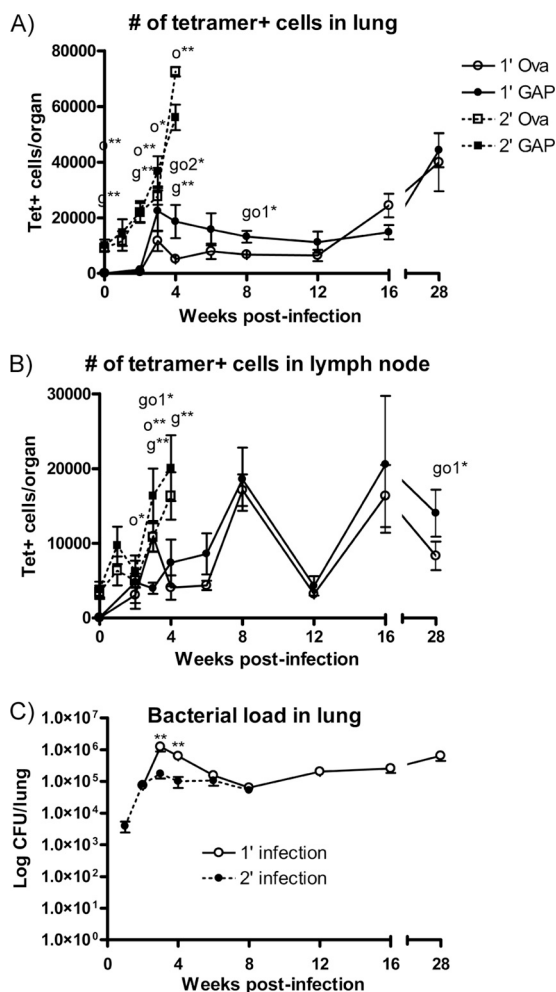 A) # of tetramer+ cells in lung
Tet+ cells/organ
80000
60000
40000
20000
0
o**
g**
o**
g**
o*
o**
go2*
g**
go1*
0 4 8 12 16 28
Weeks post-infection
1' Ova
1' GAP
2' Ova
2' GAP
B) # of tetramer+ cells in lymph node
Tet+ cells/organ
30000
20000
10000
0
o*
go1*
o**
g**
g**
go1*
0 4 8 12 16 28
Weeks post-infection
C) Bacterial load in lung
Log CFU/lung
1.0×10⁷
1.0×10⁶
1.0×10⁵
1.0×10⁴
1.0×10³
1.0×10²
1.0×10¹
1.0×10⁰
**
**
1' infection
2' infection
0 4 8 12 16 28
Weeks post-infection